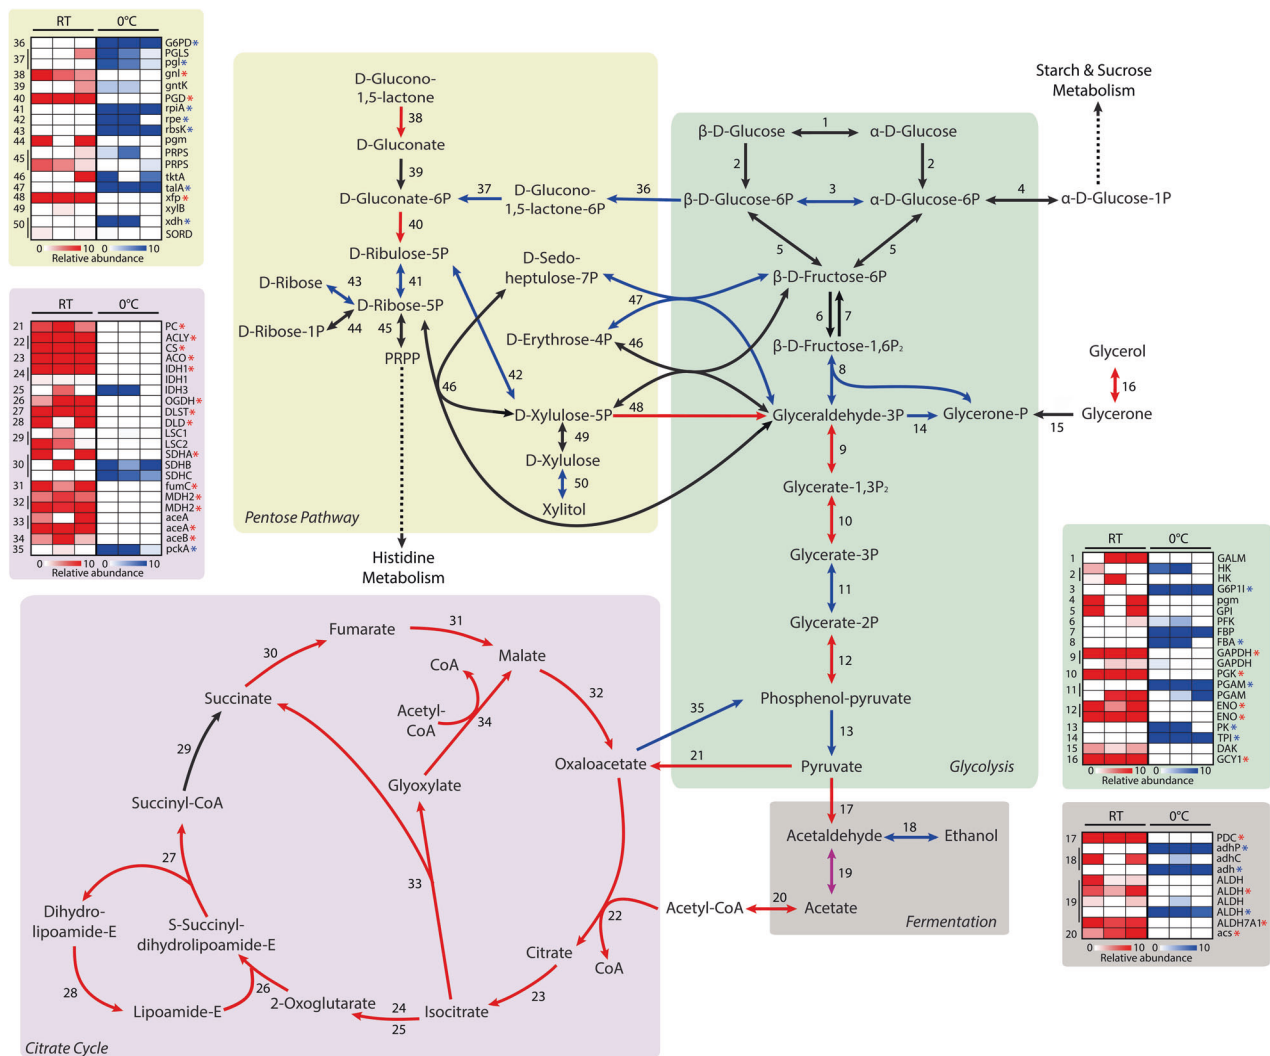 RT 0°C
36 G6PD*
37 PGLS
pgl*
38 gnl*
39 gntK
40 PGD*
41 rpiA*
42 rpe*
43 rbsK*
44 pgm
45 PRPS
PRPS
46 tktA
47 talA*
48 xfp*
49 xylB
50 xdh*
SORD
0 10 0 10
Relative abundance
RT 0°C
21 PC*
22 ACLY*
CS*
23 ACO*
24 IDH1*
IDH1
25 IDH3
26 OGDH*
27 DLST*
28 DLD*
29 LSC1
LSC2
30 SDHA*
SDHB
SDHC
31 fumC*
32 MDH2*
MDH2*
33 aceA
aceA*
34 aceB*
35 pckA*
0 10 0 10
Relative abundance
D-Glucono-
1,5-lactone
38
D-Gluconate
39
D-Gluconate-6P
37
D-Glucono-
1,5-lactone-6P
36
40
D-Ribulose-5P
41
D-Ribose
43
D-Ribose-5P
D-Ribose-1P
44
45
PRPP
D-Sedo-
heptulose-7P
47
D-Erythrose-4P
46
42
46
D-Xylulose-5P
48
49
D-Xylulose
50
Xylitol
Pentose Pathway
Histidine
Metabolism
Starch & Sucrose
Metabolism
β-D-Glucose
1
α-D-Glucose
2
2
β-D-Glucose-6P
3
α-D-Glucose-6P
4
α-D-Glucose-1P
5
5
β-D-Fructose-6P
6
7
β-D-Fructose-1,6P₂
8
Glyceraldehyde-3P
14
Glycerone-P
15
Glycerone
16
Glycerol
9
Glycerate-1,3P₂
10
Glycerate-3P
11
Glycerate-2P
12
Phosphenol-pyruvate
13
35
Pyruvate
21
Glycolysis
17
Acetaldehyde
18
Ethanol
19
Acetate
20
Acetyl-CoA
Fermentation
Fumarate
31
Malate
30
CoA
Succinate
Acetyl-
CoA
34
32
Oxaloacetate
29
Glyoxylate
Succinyl-CoA
27
33
Dihydro-
lipoamide-E
S-Succinyl-
dihydrolipoamide-E
22
Citrate
CoA
28
26
23
Lipoamide-E
2-Oxoglutarate
24
25
Isocitrate
Citrate Cycle
RT 0°C
1 GALM
2 HK
HK
3 G6P1I*
4 pgm
5 GPI
6 PFK
7 FBP
8 FBA*
9 GAPDH*
GAPDH
10 PGK*
11 PGAM*
PGAM
12 ENO*
ENO*
13 PK*
14 TPI*
15 DAK
16 GCY1*
0 10 0 10
Relative abundance
RT 0°C
17 PDC*
18 adhP*
adhC
adh*
19 ALDH
ALDH*
ALDH
ALDH*
ALDH7A1*
20 acs*
0 10 0 10
Relative abundance